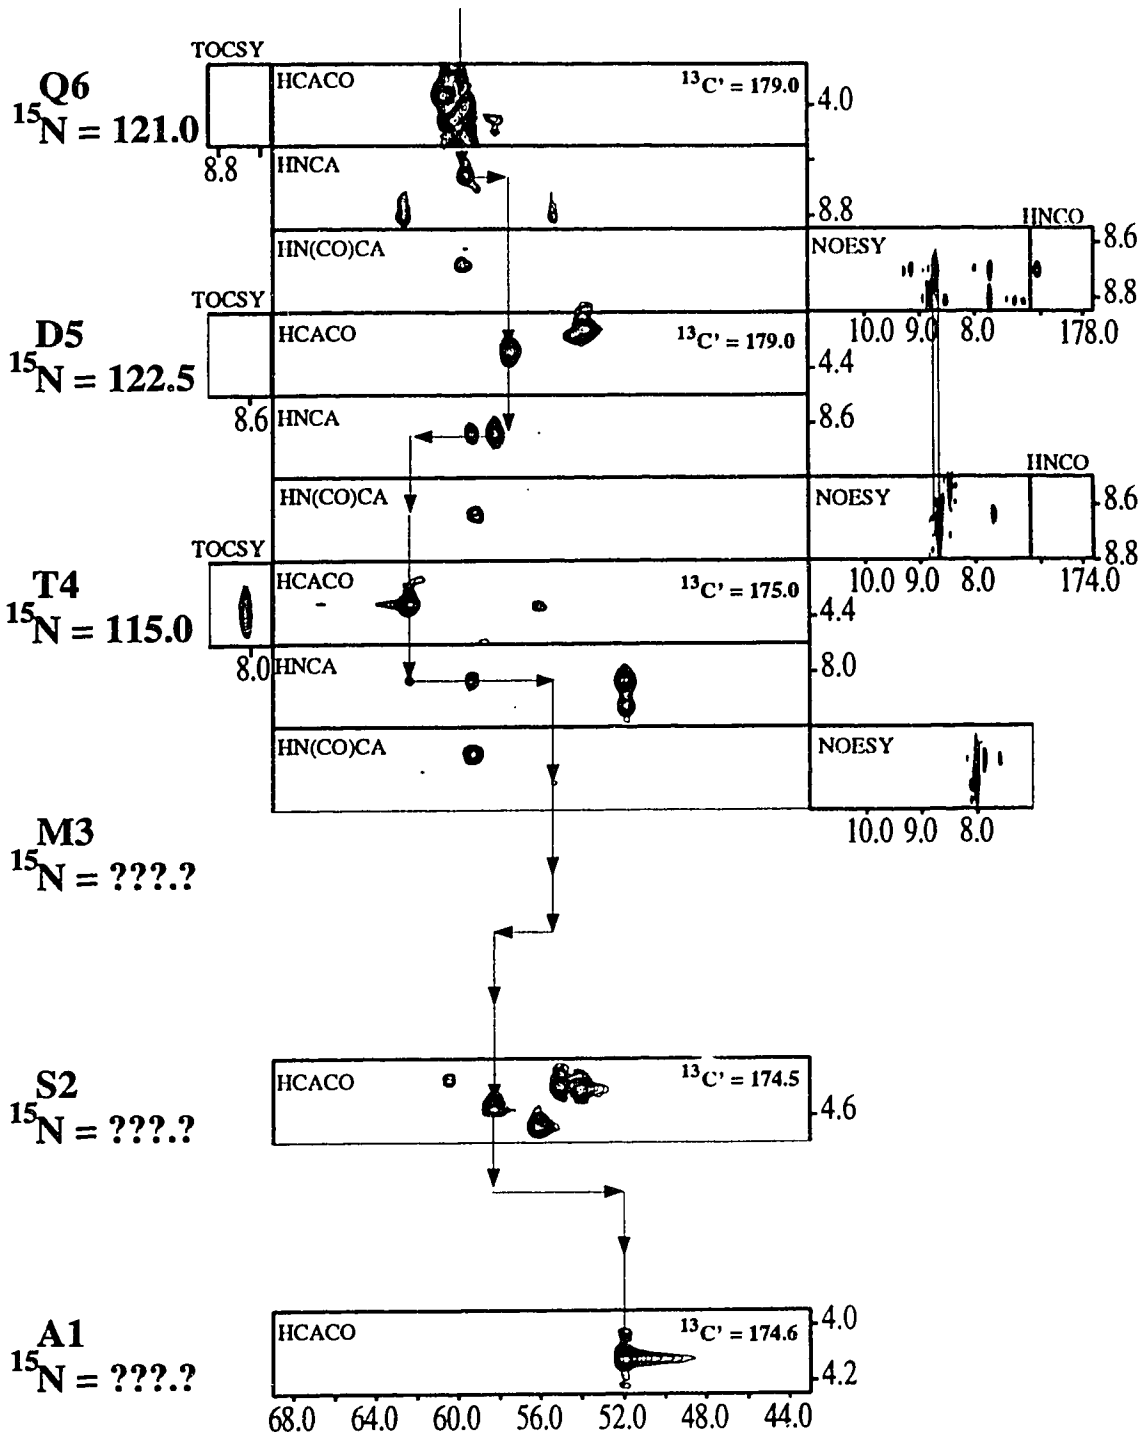 TOCSY
Q6
15N = 121.0
HCACO
13C' = 179.0
4.0
8.8
HNCA
8.8
HNCO
HN(CO)CA
NOESY
8.6
8.8
10.0 9.0 8.0
178.0
TOCSY
D5
15N = 122.5
HCACO
13C' = 179.0
4.4
8.6
HNCA
8.6
HNCO
HN(CO)CA
NOESY
8.6
8.8
10.0 9.0 8.0
174.0
TOCSY
T4
15N = 115.0
HCACO
13C' = 175.0
4.4
8.0
HNCA
8.0
HN(CO)CA
NOESY
10.0 9.0 8.0
M3
15N = ???.?
S2
15N = ???.?
HCACO
13C' = 174.5
4.6
A1
15N = ???.?
HCACO
13C' = 174.6
4.0
4.2
68.0 64.0 60.0 56.0 52.0 48.0 44.0